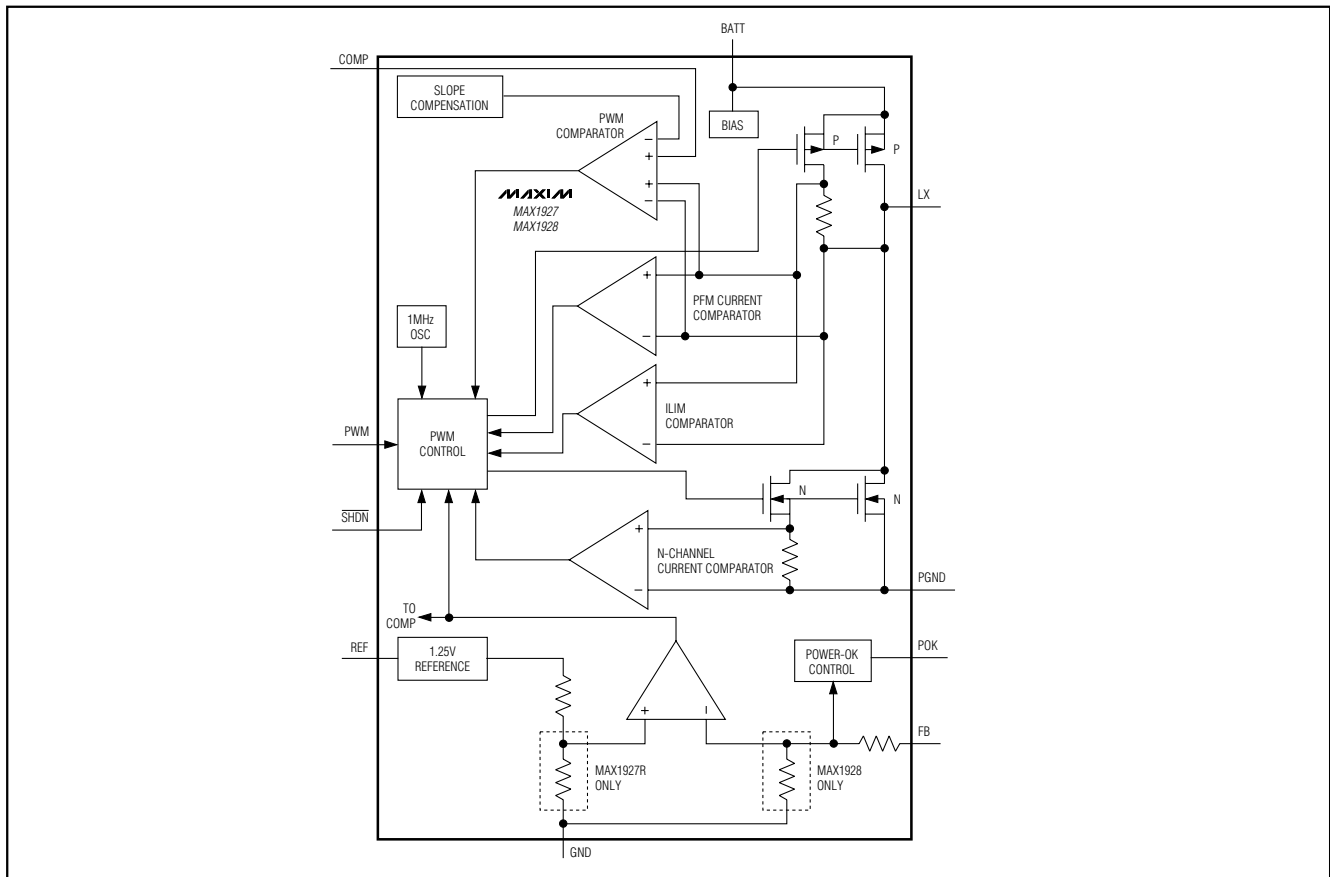 BATT
COMP
SLOPE
COMPENSATION
PWM
COMPARATOR
BIAS
P
P
−
+
+
−
MAXIM
MAX1927
MAX1928
LX
+
PFM CURRENT
COMPARATOR
−
1MHz
OSC
+
ILIM
COMPARATOR
−
PWM
PWM
CONTROL
N
N
SHDN
+
N-CHANNEL
CURRENT COMPARATOR
−
PGND
TO
COMP
REF
1.25V
REFERENCE
POWER-OK
CONTROL
POK
+
−
FB
MAX1927R
ONLY
MAX1928
ONLY
GND